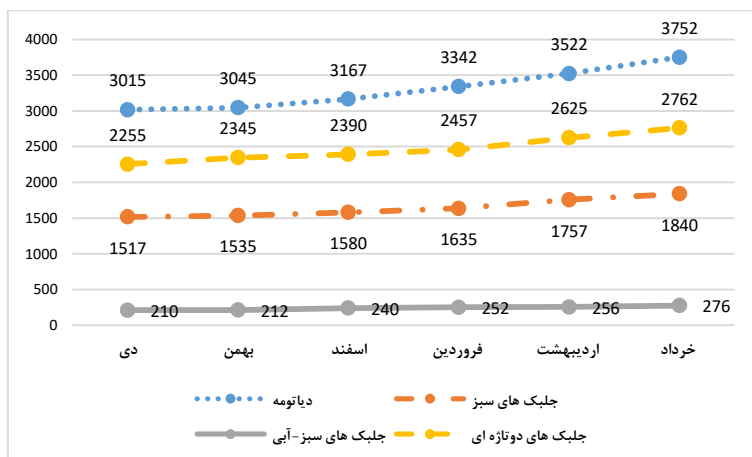 4000
3500
3000
2500
2000
1500
1000
500
0
3015 3045 3167 3342 3522 3752
2255 2345 2390 2457 2625 2762
1517 1535 1580 1635 1757 1840
210 212 240 252 256 276
دی بهمن اسفند فروردین اردیبهشت خرداد
دیاتومه جلبک های سبز
جلبک های سبز-آبی جلبک های دوتاژه ای